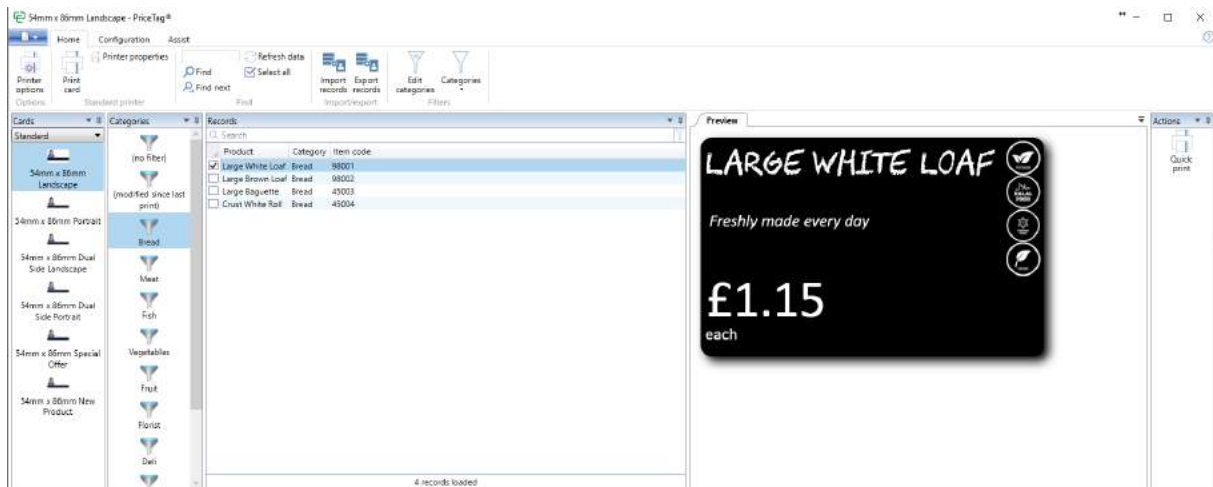 54mm x 86mm Landscape - PriceTag®
Home Configuration Assist
Printer options
Print card
Printer properties
Find
Find next
Refresh data
Select all
Import records
Export records
Edit categories
Categories
Options
Standard printer
Find
Import/export
Filters
Cards
Standard
54mm x 86mm Landscape
54mm x 86mm Portrait
54mm x 86mm Dual Side Landscape
54mm x 86mm Dual Side Portrait
54mm x 86mm Special Offer
54mm x 86mm New Product
Categories
(no filter)
(modified since last print)
Bread
Meat
Fish
Vegetables
Fruit
Florist
Deli
Records
Search
Product Category Item code
Large White Loaf Bread 98001
Large Brown Loaf Bread 98002
Large Baguette Bread 45003
Crust White Roll Bread 45004
4 records loaded
Preview
LARGE WHITE LOAF
HALAL FOOD
Freshly made every day
£1.15
each
Actions
Quick print